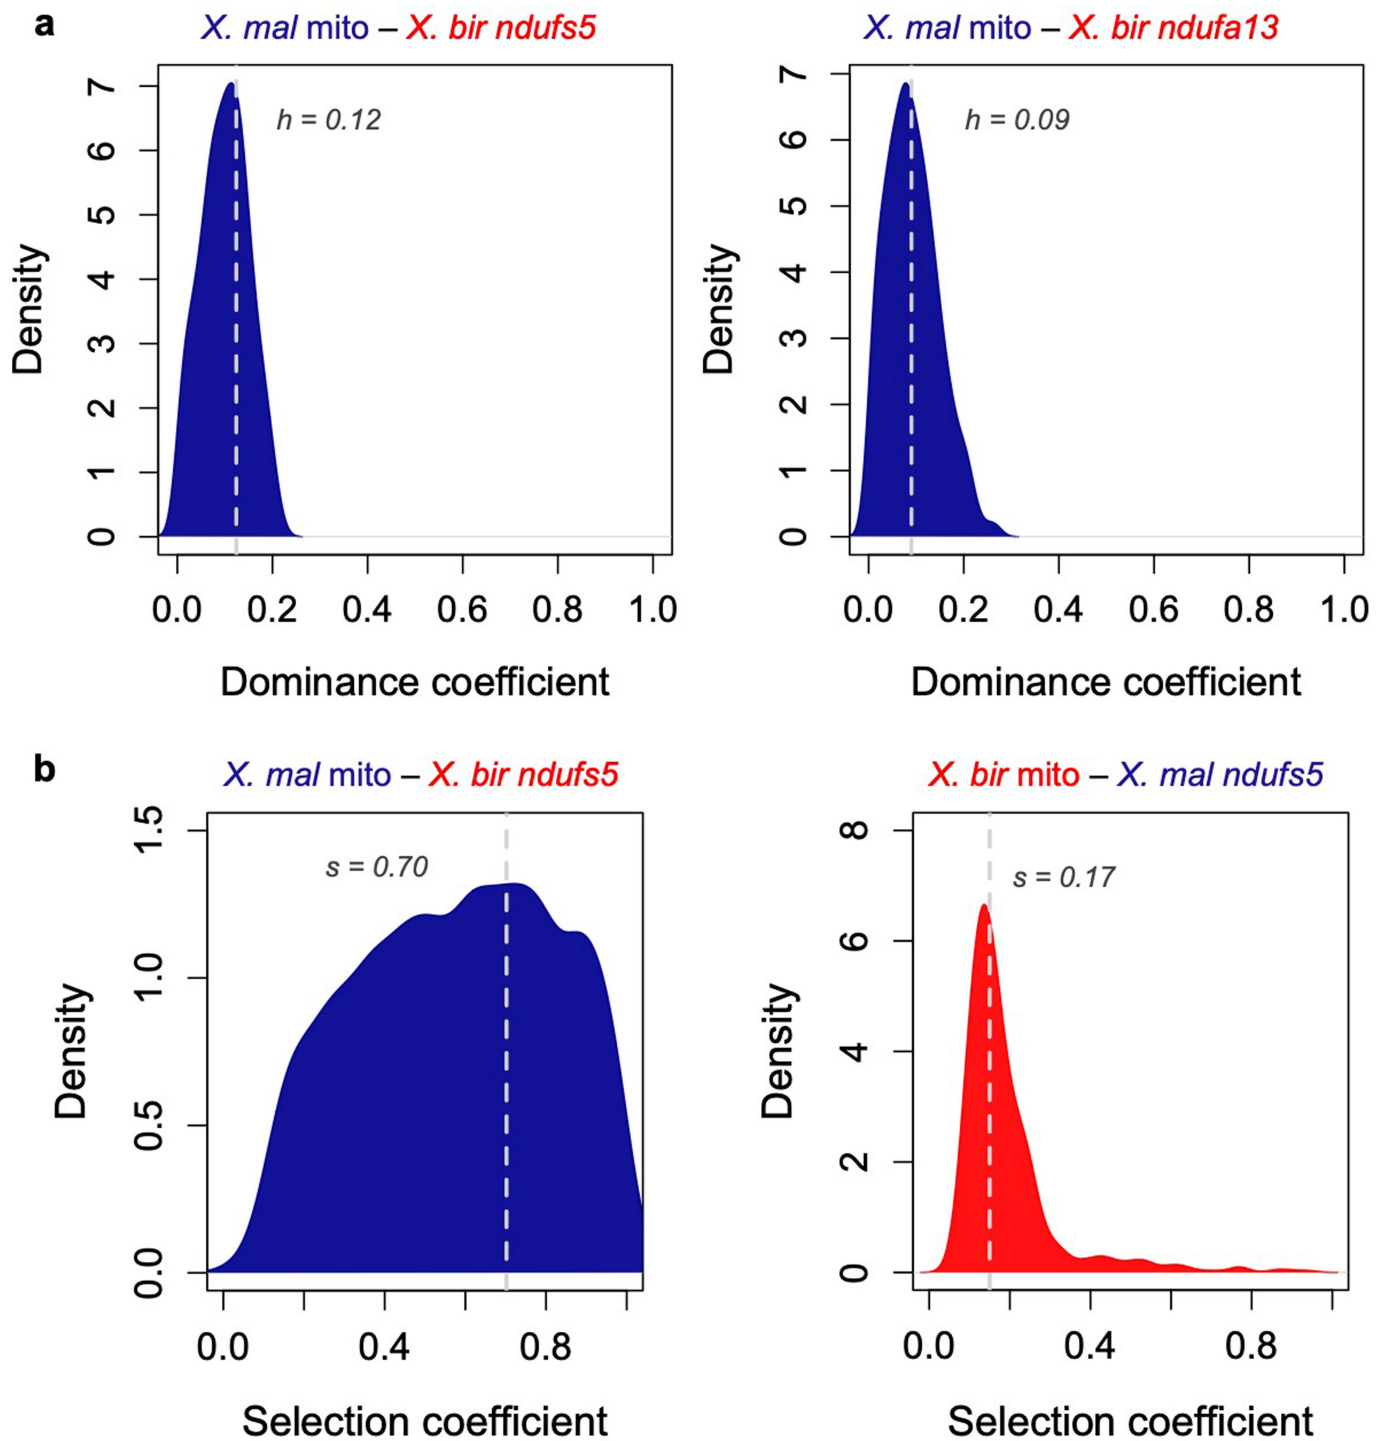 a
X. mal mito – X. bir ndufs5
h = 0.12
Density
7
6
5
4
3
2
1
0
0.0 0.2 0.4 0.6 0.8 1.0
Dominance coefficient
X. mal mito – X. bir ndufa13
h = 0.09
Density
7
6
5
4
3
2
1
0
0.0 0.2 0.4 0.6 0.8 1.0
Dominance coefficient
b
X. mal mito – X. bir ndufs5
s = 0.70
Density
1.5
1.0
0.5
0.0
0.0 0.4 0.8
Selection coefficient
X. bir mito – X. mal ndufs5
s = 0.17
Density
8
6
4
2
0
0.0 0.4 0.8
Selection coefficient